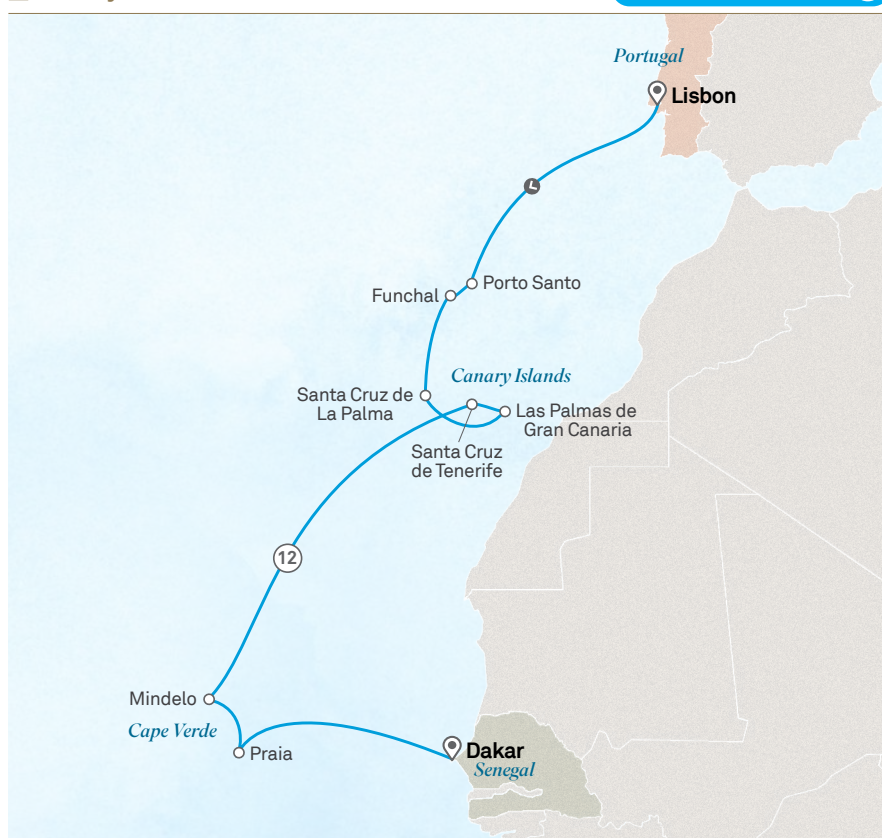 Portugal
Lisbon
Porto Santo
Funchal
Canary Islands
Santa Cruz de
La Palma
Las Palmas de
Gran Canaria
Santa Cruz
de Tenerife
12
Mindelo
Cape Verde
Praia
Dakar
Senegal